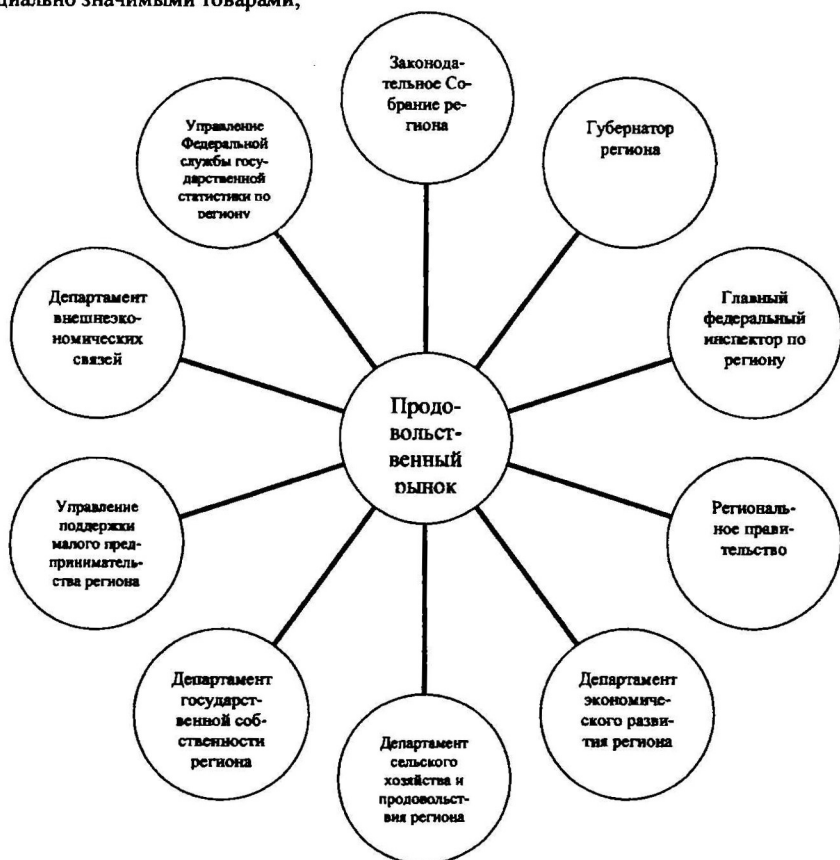 циально значимыми товарами,
Законода-
тельное Со-
брание ре-
гиона
Губернатор
региона
Главный
федеральный
инспектор по
региону
Региональ-
ное прави-
тельство
Департамент
экономиче-
ского разви-
тия региона
Департамент
сельского
хозяйства и
продовольст-
вия региона
Департамент
государст-
венной соб-
ственности
региона
Управление
поддержки
малого пред-
приниматель-
ства региона
Департамент
внешнеэко-
номических
связей
Управление
Федеральной
службы госу-
дарственной
статистики по
региону
Продо-
вольст-
венный
рынок